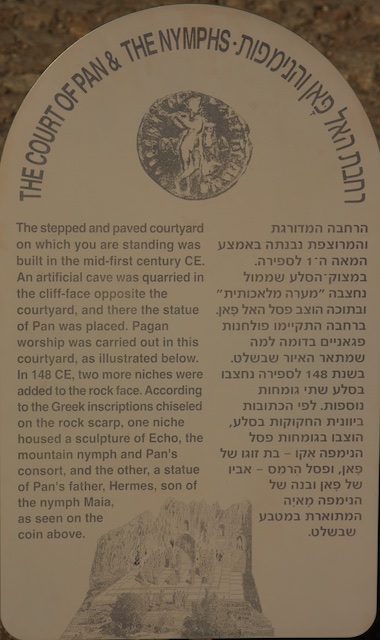 THE COURT OF PAN & THE NYMPHS · רחבת האל פָּאן והנימפות
The stepped and paved courtyard
on which you are standing was
built in the mid-first century CE.
An artificial cave was quarried in
the cliff-face opposite the
courtyard, and there the statue
of Pan was placed. Pagan
worship was carried out in this
courtyard, as illustrated below.
In 148 CE, two more niches were
added to the rock face. According
to the Greek inscriptions chiseled
on the rock scarp, one niche
housed a sculpture of Echo, the
mountain nymph and Pan's
consort, and the other, a statue
of Pan's father, Hermes, son of
the nymph Maia,
as seen on the
coin above.
הרחבה המדורגת
והמרוצפת נבנתה באמצע
המאה ה־1 לספירה.
במצוק־הסלע שממול
נחצבה "מערה מלאכותית"
ובתוכה הוצב פסל האל פָּאן.
ברחבה התקיימו פולחנות
פגאניים בדומה למה
שמתאר האיור שבשלט.
בשנת 148 לספירה נחצבו
בסלע שתי גומחות
נוספות. לפי הכתובות
ביוונית החקוקות בסלע,
הוצבו בגומחות פסל
הנימפה אקו – בת זוגו של
פָּאן, ופסל הרמס – אביו
של פָּאן ובנה של
הנימפה מַאיָה
המתוארת במטבע
שבשלט.